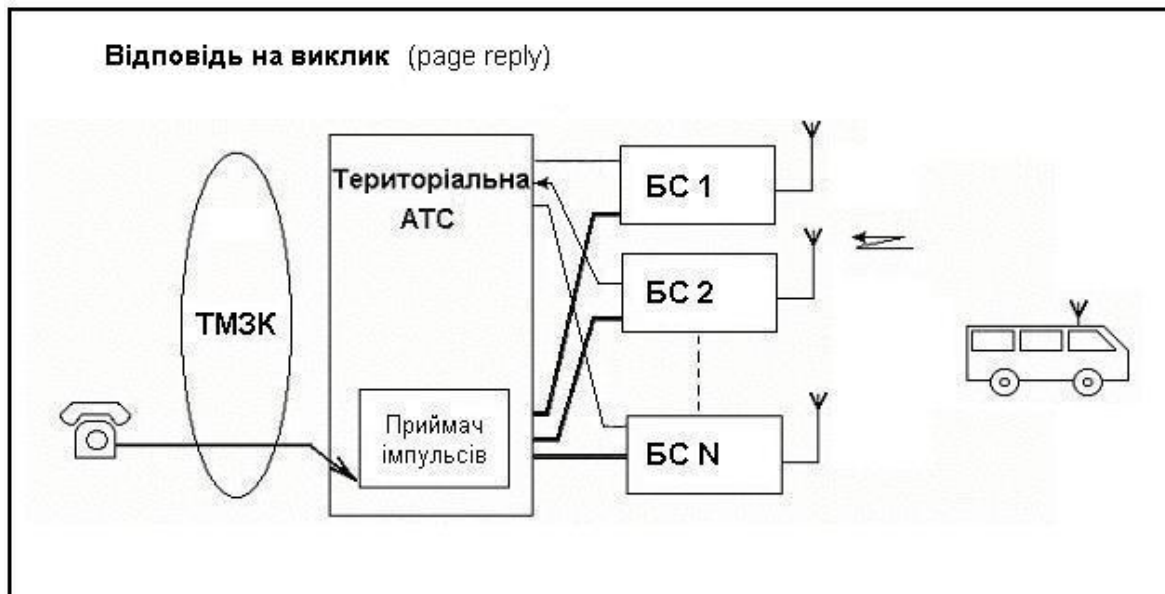 Відповідь на виклик (page reply)
Територіальна
АТС
ТМЗК
Приймач
імпульсів
БС 1
БС 2
БС N